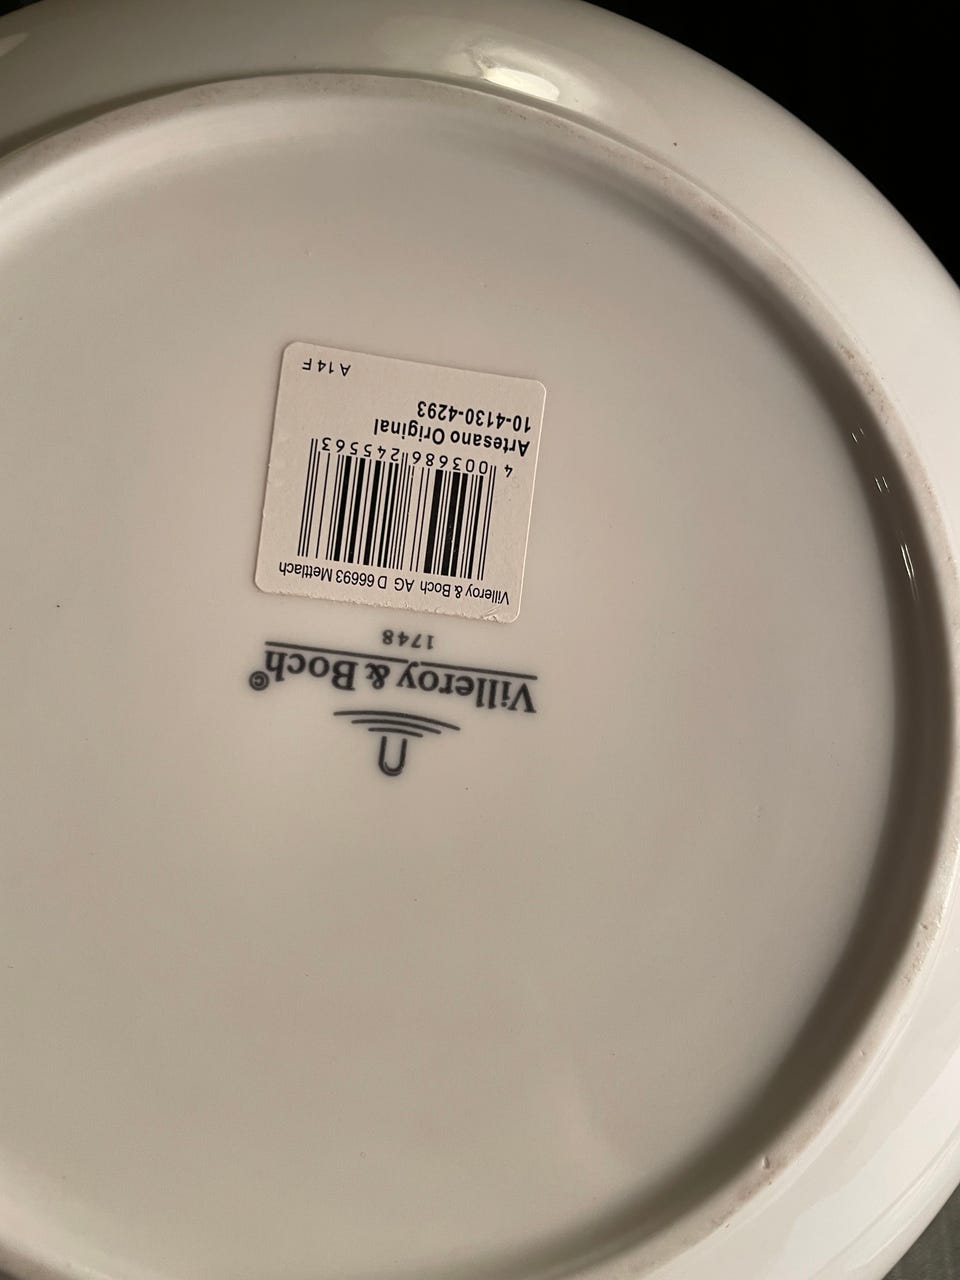 Villeroy & Boch©
1748
Villeroy & Boch AG D 66693 Mettlach
4 003686 245563
Artesano Original
10-4130-4293
A14F